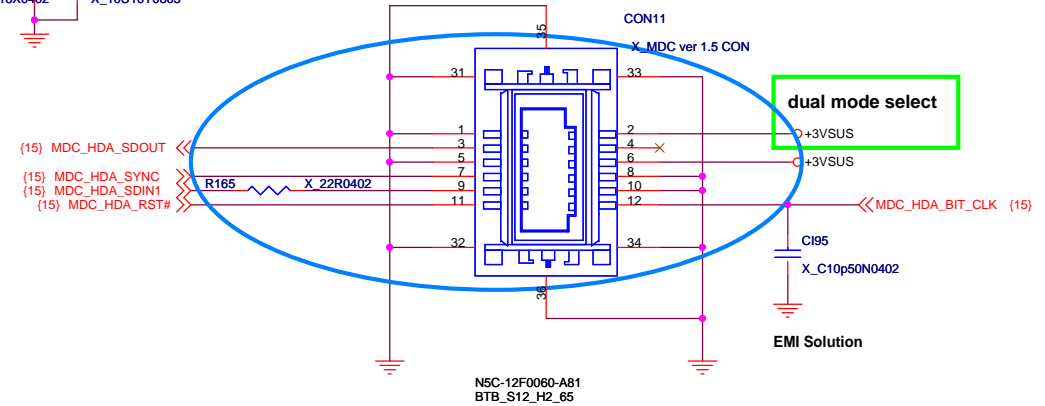 X_10U10Y0805
CON11
X_MDC ver 1.5 CON
35
31
33
dual mode select
1
2
+3VSUS
{15} MDC_HDA_SDOUT
3
4
5
6
+3VSUS
{15} MDC_HDA_SYNC
7
8
{15} MDC_HDA_SDIN1
R165
X_22R0402
9
10
{15} MDC_HDA_RST#
11
12
MDC_HDA_BIT_CLK {15}
32
34
CI95
X_C10p50N0402
36
EMI Solution
N5C-12F0060-A81
BTB_S12_H2_65